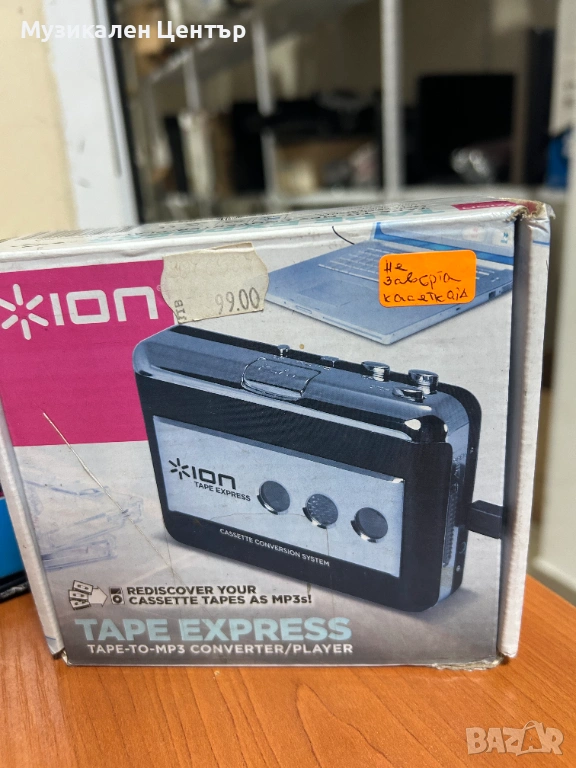 Музикален Център
ION
ЦВ 99.00
Не
завърта
касетката
ION
TAPE EXPRESS
CASSETTE CONVERSION SYSTEM
REDISCOVER YOUR
CASSETTE TAPES AS MP3s!
TAPE EXPRESS
TAPE-TO-MP3 CONVERTER/PLAYER
BAZAR